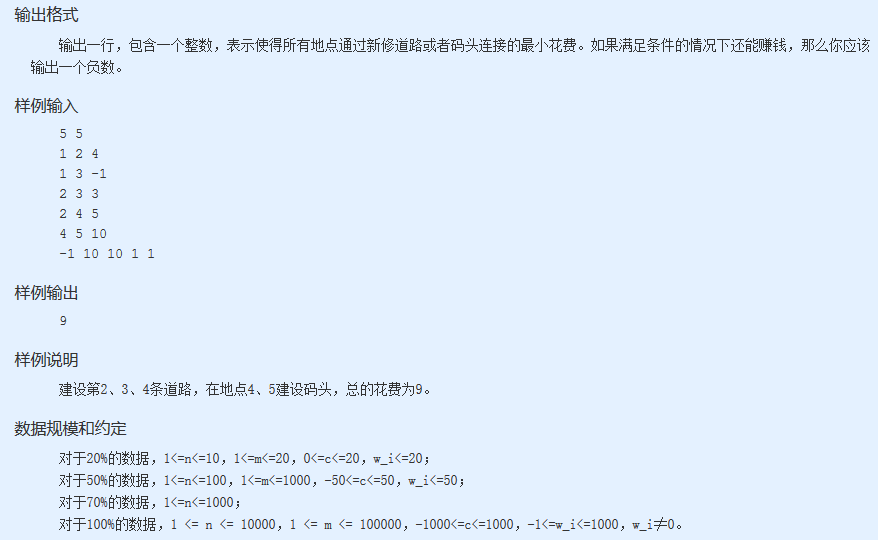 输出格式
输出一行，包含一个整数，表示使得所有地点通过新修道路或者码头连接的最小花费。如果满足条件的情况下还能赚钱，那么你应该
输出一个负数。
样例输入
5 5
1 2 4
1 3 -1
2 3 3
2 4 5
4 5 10
-1 10 10 1 1
样例输出
9
样例说明
建设第2、3、4条道路，在地点4、5建设码头，总的花费为9。
数据规模和约定
对于20%的数据，1<=n<=10，1<=m<=20，0<=c<=20，w_i<=20；
对于50%的数据，1<=n<=100，1<=m<=1000，-50<=c<=50，w_i<=50；
对于70%的数据，1<=n<=1000；
对于100%的数据，1 <= n <= 10000，1 <= m <= 100000，-1000<=c<=1000，-1<=w_i<=1000，w_i≠0。